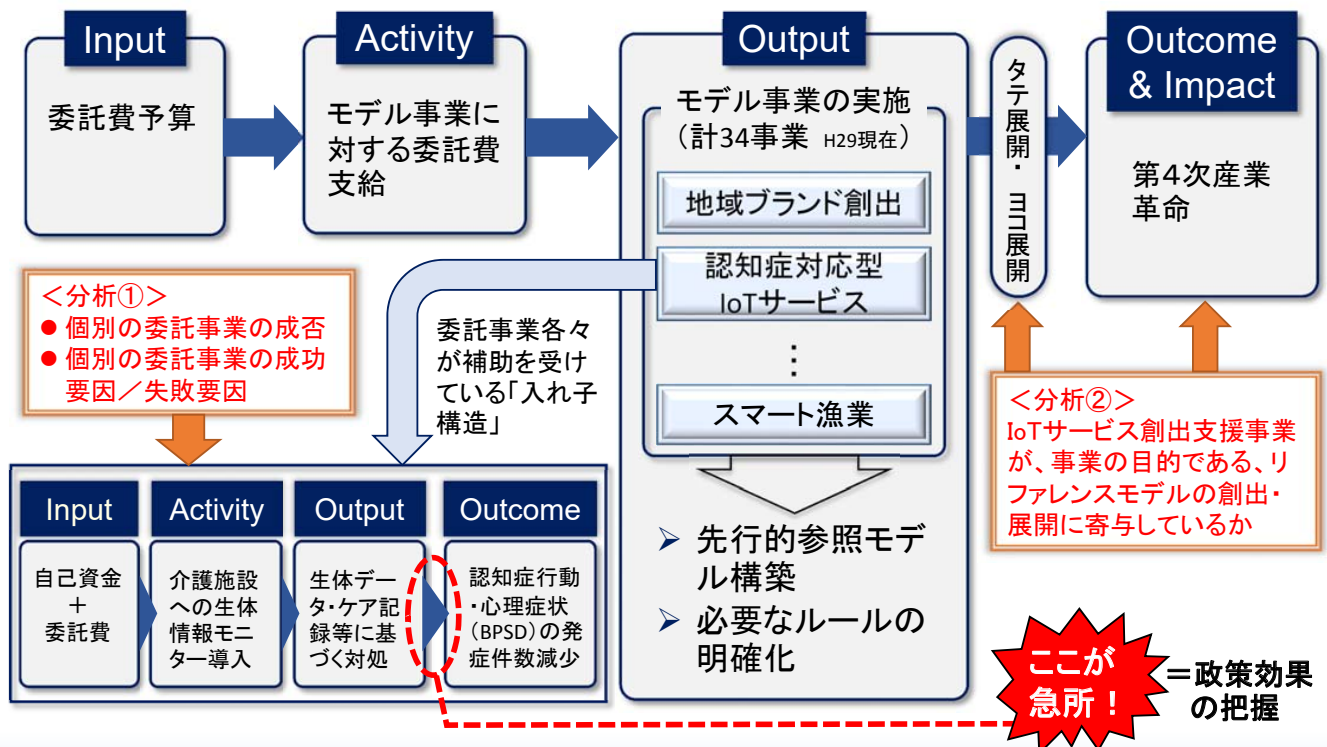 Input
委託費予算
Activity
モデル事業に
対する委託費
支給
Output
モデル事業の実施
(計34事業 H29現在)
地域ブランド創出
認知症対応型
IoTサービス
⋮
スマート漁業
➢ 先行的参照モデ
ル構築
➢ 必要なルールの
明確化
タテ展開・ヨコ展開
Outcome
& Impact
第4次産業
革命
<分析①>
● 個別の委託事業の成否
● 個別の委託事業の成功
要因/失敗要因
委託事業各々
が補助を受け
ている「入れ子
構造」
<分析②>
IoTサービス創出支援事業
が、事業の目的である、リ
ファレンスモデルの創出・
展開に寄与しているか
Input
自己資金
+
委託費
Activity
介護施設
への生体
情報モニ
ター導入
Output
生体デー
タ・ケア記
録等に基
づく対処
Outcome
認知症行動
・心理症状
(BPSD)の発
症件数減少
ここが
急所!
=政策効果
の把握